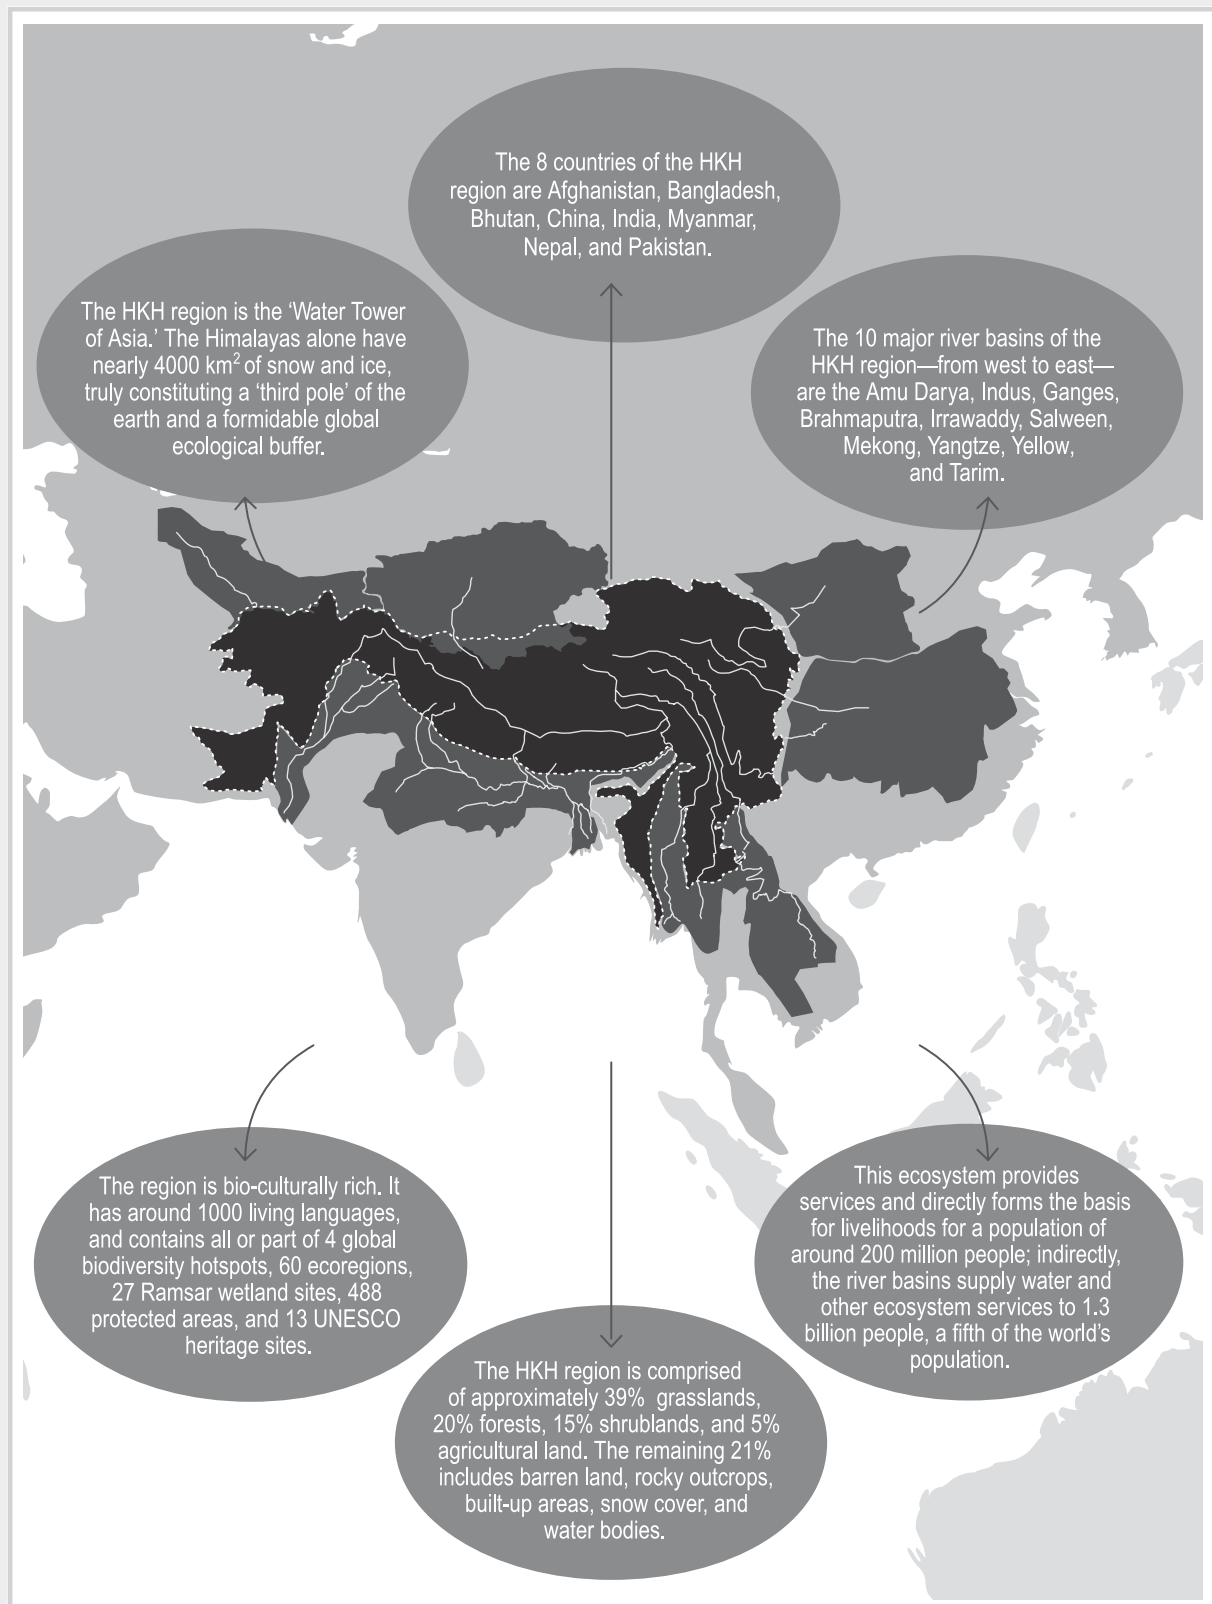 The 8 countries of the HKH
region are Afghanistan, Bangladesh,
Bhutan, China, India, Myanmar,
Nepal, and Pakistan.
The HKH region is the ‘Water Tower
of Asia.’ The Himalayas alone have
nearly 4000 km² of snow and ice,
truly constituting a ‘third pole’ of the
earth and a formidable global
ecological buffer.
The 10 major river basins of the
HKH region—from west to east—
are the Amu Darya, Indus, Ganges,
Brahmaputra, Irrawaddy, Salween,
Mekong, Yangtze, Yellow,
and Tarim.
The region is bio-culturally rich. It
has around 1000 living languages,
and contains all or part of 4 global
biodiversity hotspots, 60 ecoregions,
27 Ramsar wetland sites, 488
protected areas, and 13 UNESCO
heritage sites.
This ecosystem provides
services and directly forms the basis
for livelihoods for a population of
around 200 million people; indirectly,
the river basins supply water and
other ecosystem services to 1.3
billion people, a fifth of the world’s
population.
The HKH region is comprised
of approximately 39% grasslands,
20% forests, 15% shrublands, and 5%
agricultural land. The remaining 21%
includes barren land, rocky outcrops,
built-up areas, snow cover, and
water bodies.